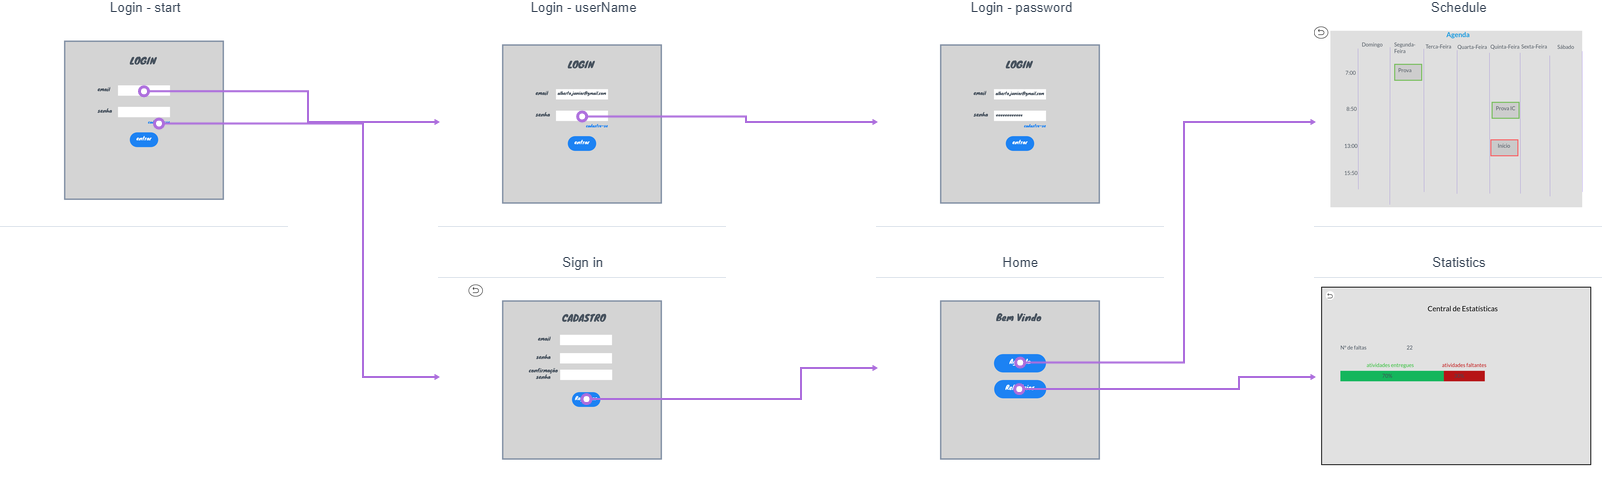 Login - start
LOGIN
email
senha
entrar
Login - userName
LOGIN
email
alberto.junior@gmail.com
senha
cadastre-se
entrar
Login - password
LOGIN
email
alberto.junior@gmail.com
senha
************
cadastre-se
entrar
Schedule
Agenda
Domingo
Segunda-
Feira
Terca-Feira
Quarta-Feira
Quinta-Feira
Sexta-Feira
Sábado
7:00
Prova
8:50
Prova IC
13:00
Início
15:50
Sign in
CADASTRO
email
senha
confirmação
senha
Home
Bem Vindo
Statistics
Central de Estatísticas
Nº de faltas
22
atividades entregues
atividades faltantes
70%